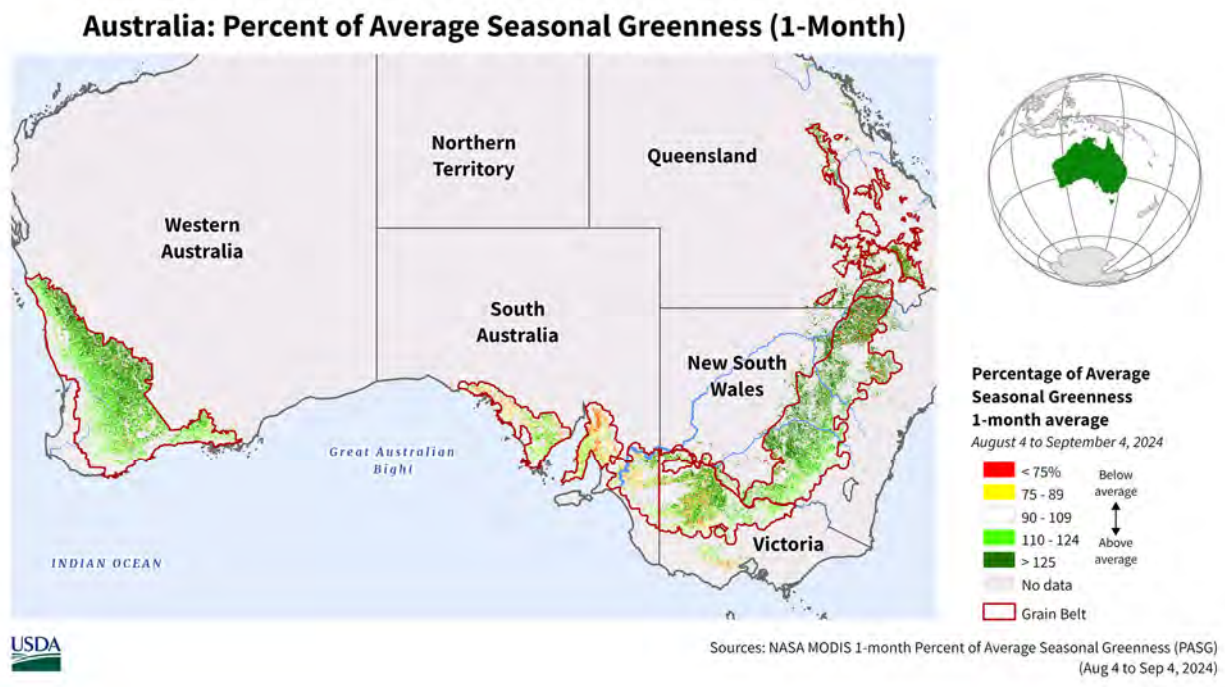 Australia: Percent of Average Seasonal Greenness (1-Month)
Northern
Territory
Queensland
Western
Australia
South
Australia
New South
Wales
Great Australian
Bight
Victoria
INDIAN OCEAN
Percentage of Average
Seasonal Greenness
1-month average
August 4 to September 4, 2024
< 75%
75 - 89
90 - 109
110 - 124
> 125
No data
Grain Belt
Below
average
Above
average
USDA
Sources: NASA MODIS 1-month Percent of Average Seasonal Greenness (PASG)
(Aug 4 to Sep 4, 2024)